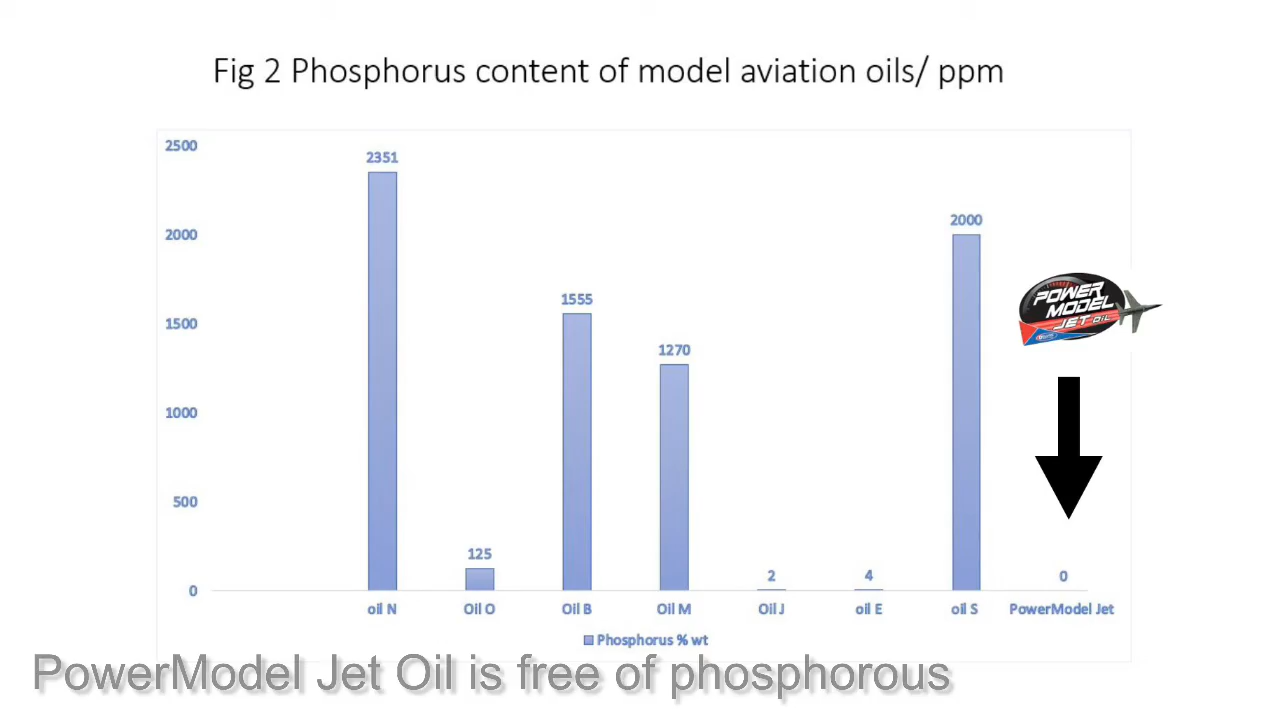 Fig 2 Phosphorus content of model aviation oils/ ppm
2500
2351
2000
2000
1500
1555
1270
1000
500
125
2
4
0
0
oil N
Oil O
Oil B
Oil M
Oil J
oil E
oil S
PowerModel Jet
Phosphorus % wt
POWER
MODEL
JET OIL
PowerModel Jet Oil is free of phosphorous